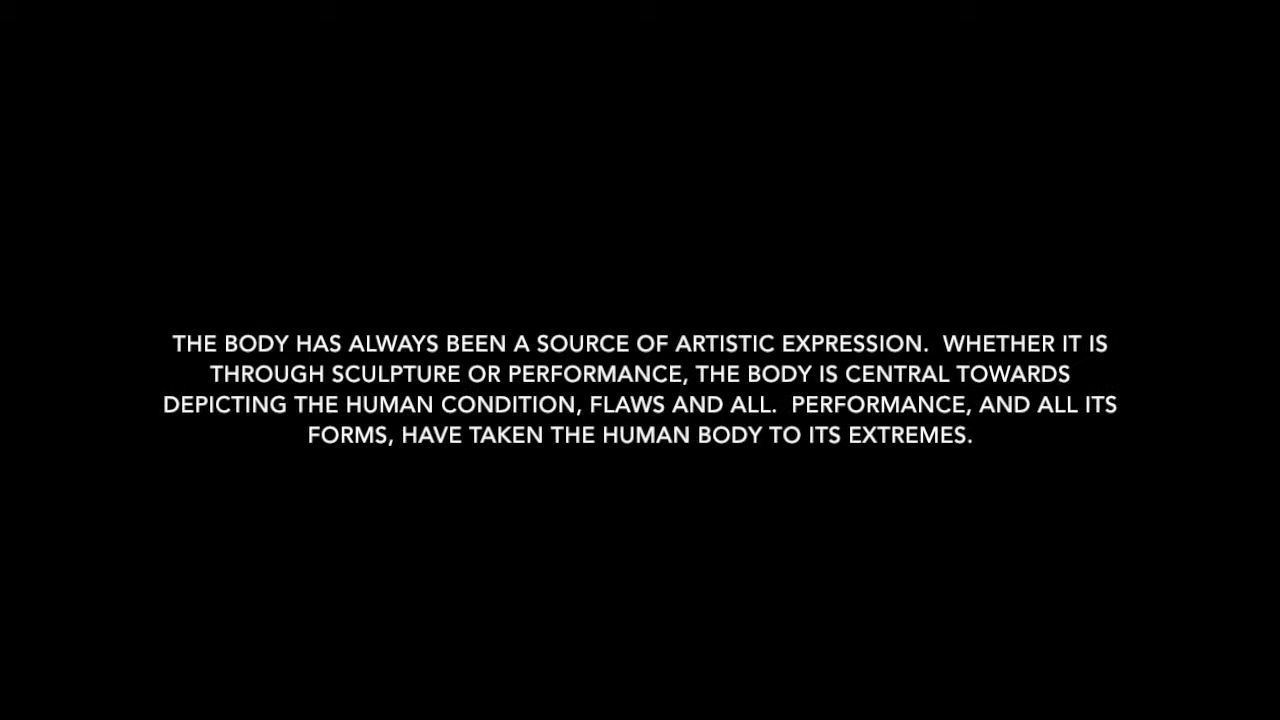 THE BODY HAS ALWAYS BEEN A SOURCE OF ARTISTIC EXPRESSION.  WHETHER IT IS
THROUGH SCULPTURE OR PERFORMANCE, THE BODY IS CENTRAL TOWARDS
DEPICTING THE HUMAN CONDITION, FLAWS AND ALL.  PERFORMANCE, AND ALL ITS
FORMS, HAVE TAKEN THE HUMAN BODY TO ITS EXTREMES.